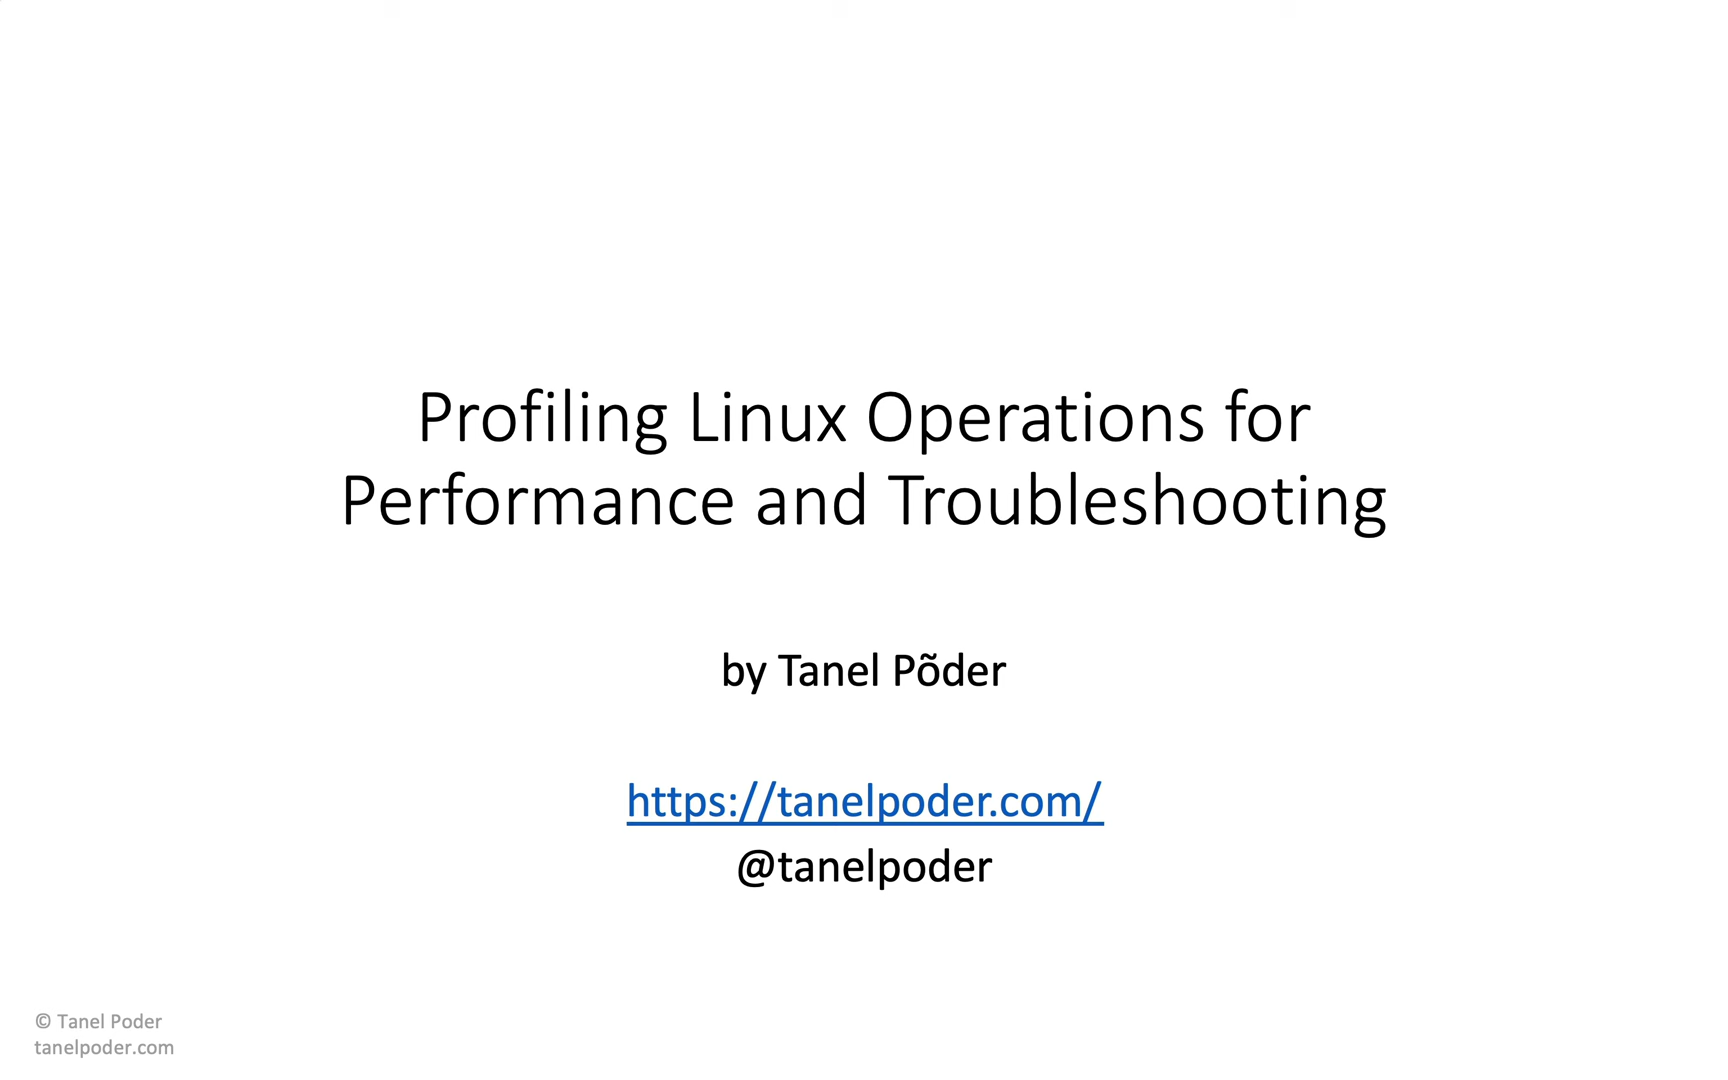 Profiling Linux Operations for
Performance and Troubleshooting
by Tanel Põder
https://tanelpoder.com/
@tanelpoder
© Tanel Poder
tanelpoder.com